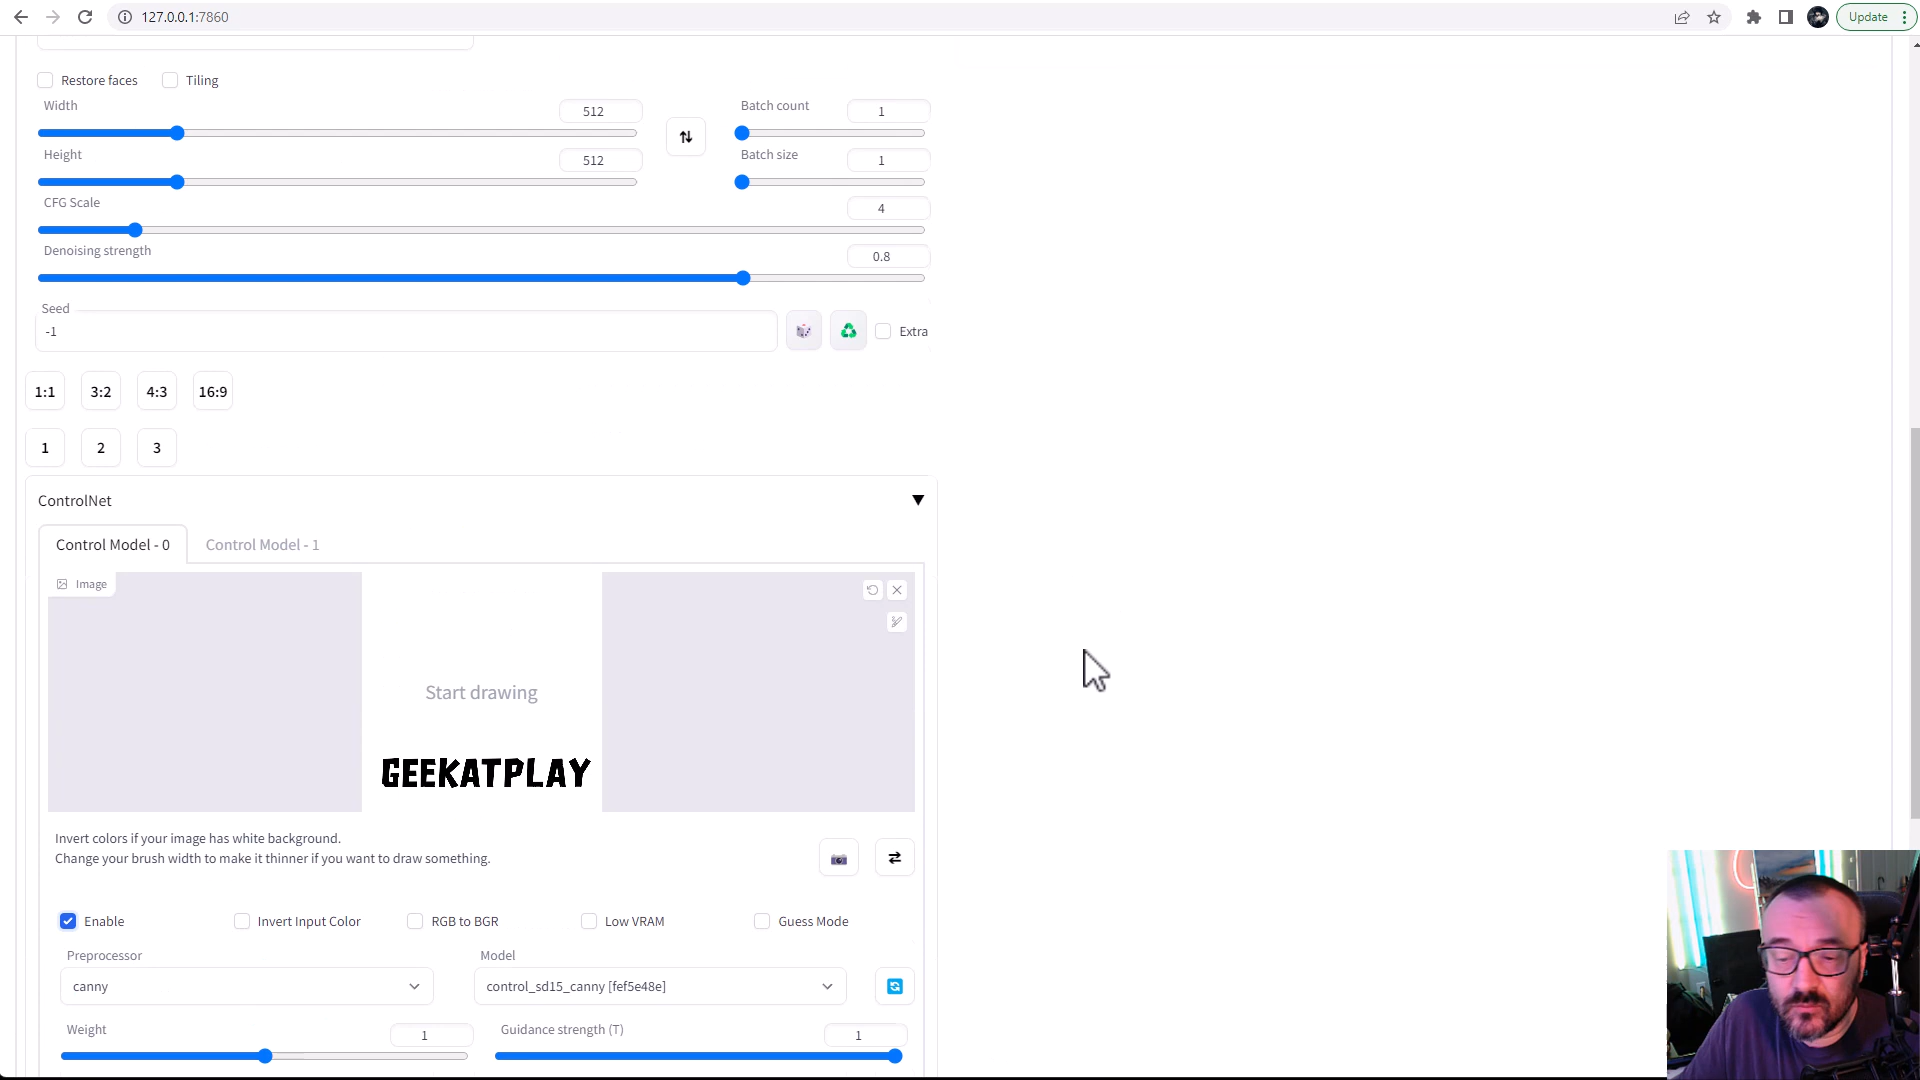 127.0.0.1:7860
Update
Restore faces
Tiling
Width
512
Batch count
1
Height
512
Batch size
1
CFG Scale
4
Denoising strength
0.8
Seed
-1
Extra
1:1 3:2 4:3 16:9
1 2 3
ControlNet
Control Model - 0
Control Model - 1
Image
Start drawing
GEEKATPLAY
Invert colors if your image has white background.
Change your brush width to make it thinner if you want to draw something.
Enable
Invert Input Color
RGB to BGR
Low VRAM
Guess Mode
Preprocessor
Model
canny
control_sd15_canny [fef5e48e]
Weight
1
Guidance strength (T)
1